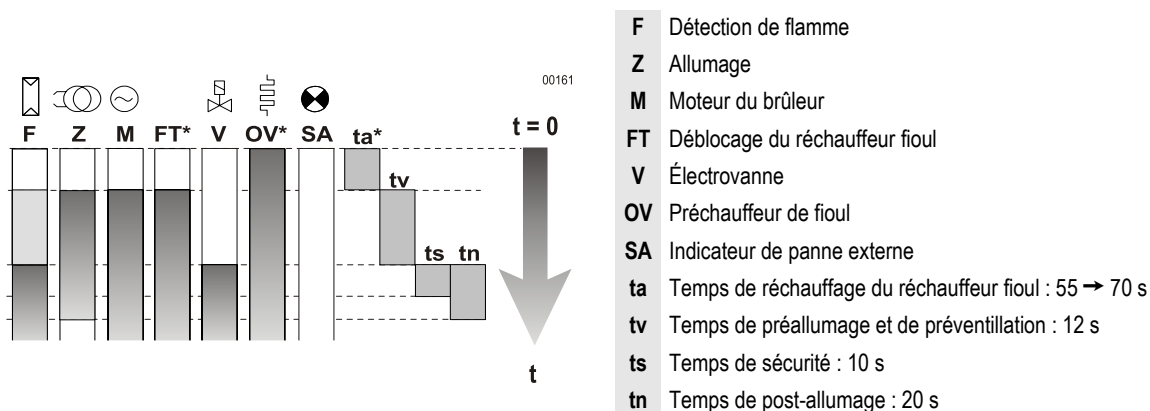 00161
F Z M FT* V OV* SA ta* t = 0
tv
ts tn
t
F Détection de flamme
Z Allumage
M Moteur du brûleur
FT Déblocage du réchauffeur fioul
V Électrovanne
OV Préchauffeur de fioul
SA Indicateur de panne externe
ta Temps de réchauffage du réchauffeur fioul : 55 → 70 s
tv Temps de préallumage et de préventillation : 12 s
ts Temps de sécurité : 10 s
tn Temps de post-allumage : 20 s